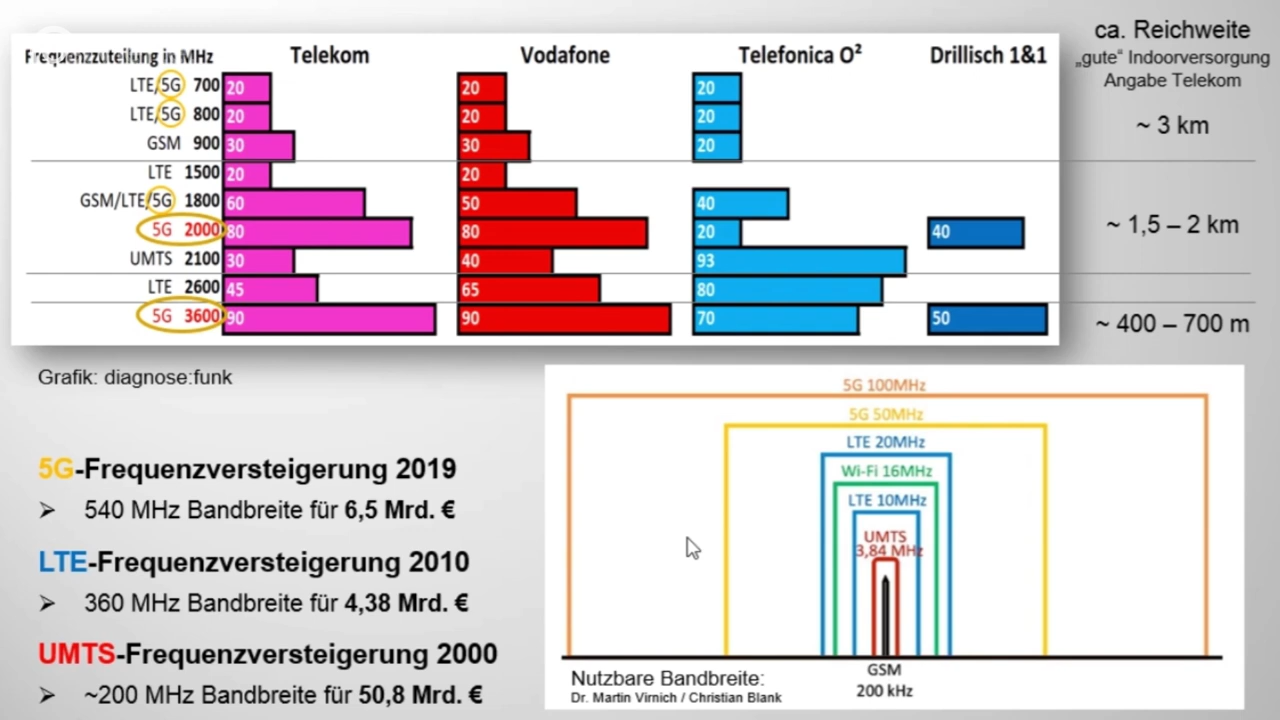 Frequenzzuteilung in MHz Telekom Vodafone Telefonica O² Drillisch 1&1
ca. Reichweite
„gute“ Indoorversorgung
Angabe Telekom
LTE/5G 700 20 20 20
LTE/5G 800 20 20 20
~ 3 km
GSM 900 30 30 20
LTE 1500 20 20
GSM/LTE/5G 1800 60 50 40
5G 2000 80 80 20 40
~ 1,5 – 2 km
UMTS 2100 30 40 93
LTE 2600 45 65 80
5G 3600 90 90 70 50
~ 400 – 700 m
Grafik: diagnose:funk
5G-Frequenzversteigerung 2019
➢ 540 MHz Bandbreite für 6,5 Mrd. €
LTE-Frequenzversteigerung 2010
➢ 360 MHz Bandbreite für 4,38 Mrd. €
UMTS-Frequenzversteigerung 2000
➢ ~200 MHz Bandbreite für 50,8 Mrd. €
5G 100MHz
5G 50MHz
LTE 20MHz
Wi-Fi 16MHz
LTE 10MHz
UMTS
3,84 MHz
GSM
200 kHz
Nutzbare Bandbreite:
Dr. Martin Virnich / Christian Blank